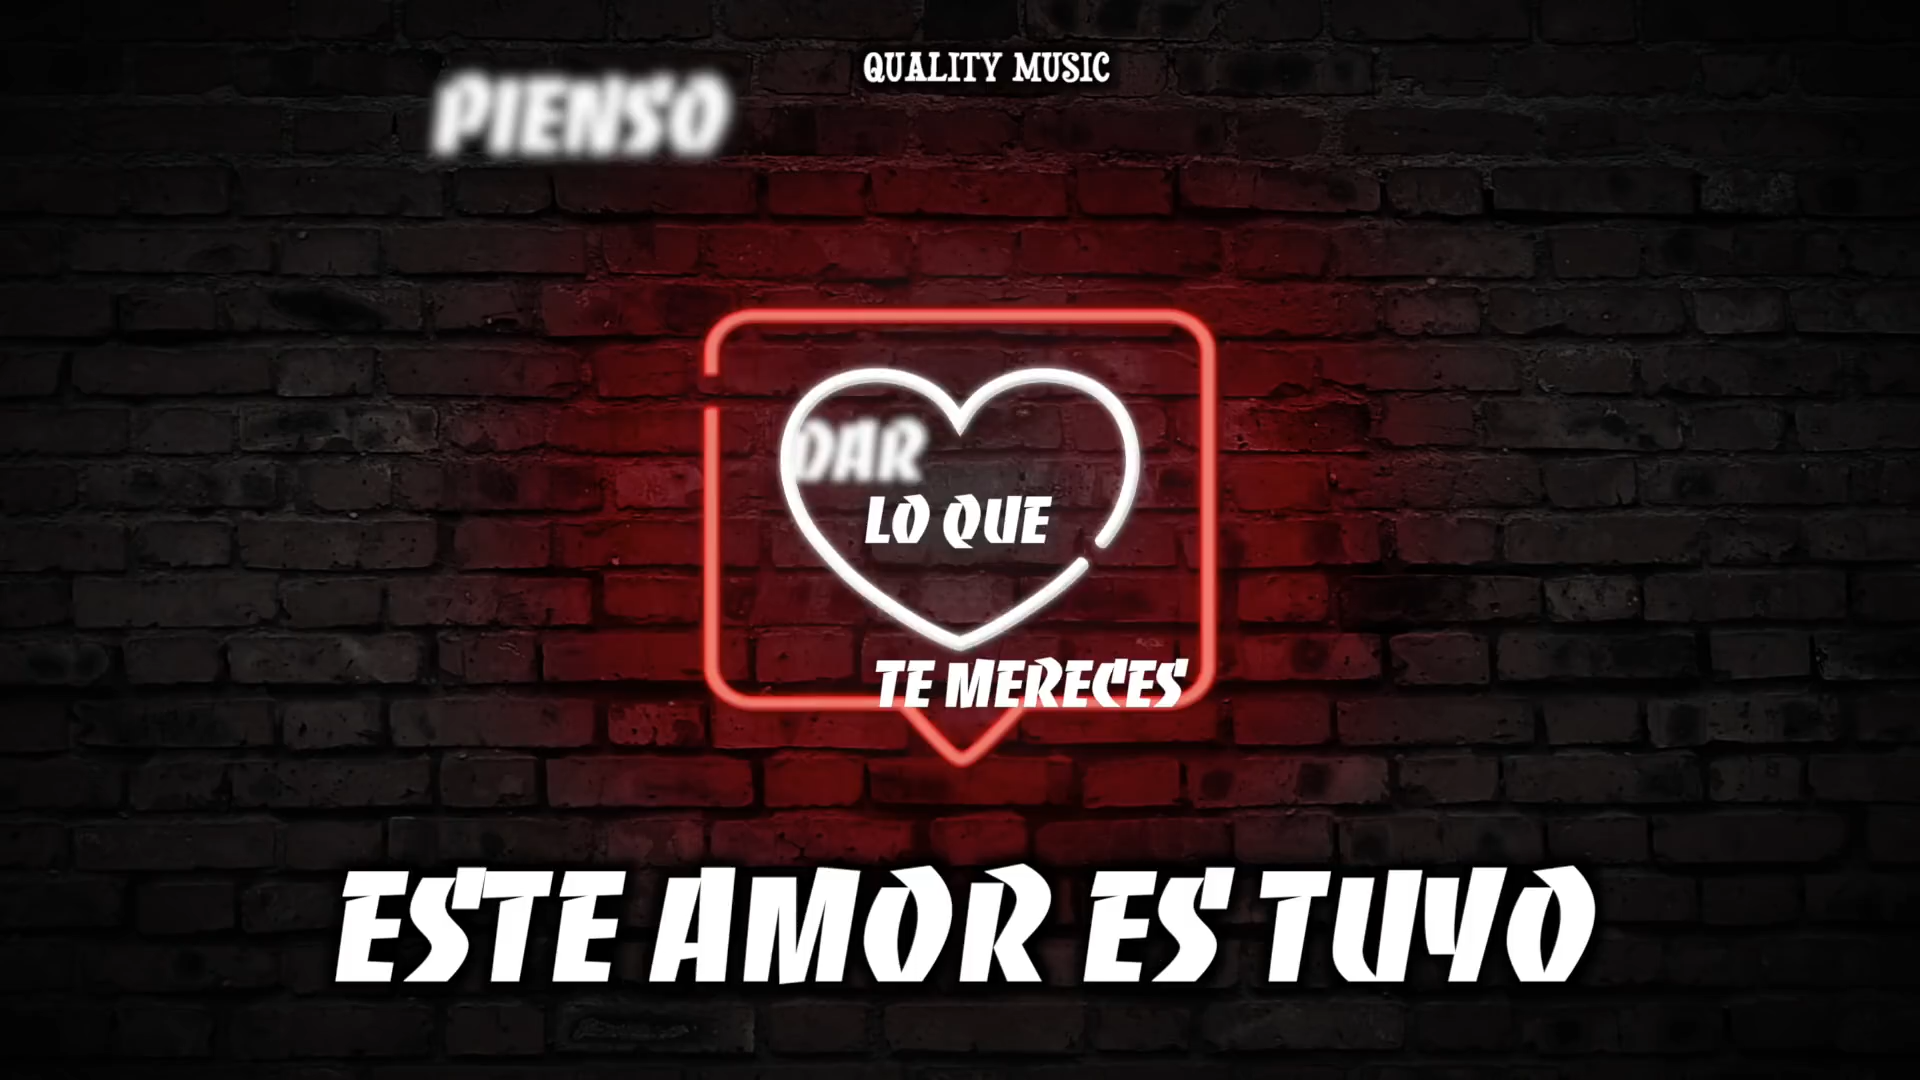 QUALITY MUSIC
PIENSO
DAR
LO QUE
TE MERECES
ESTE AMOR ES TUYO